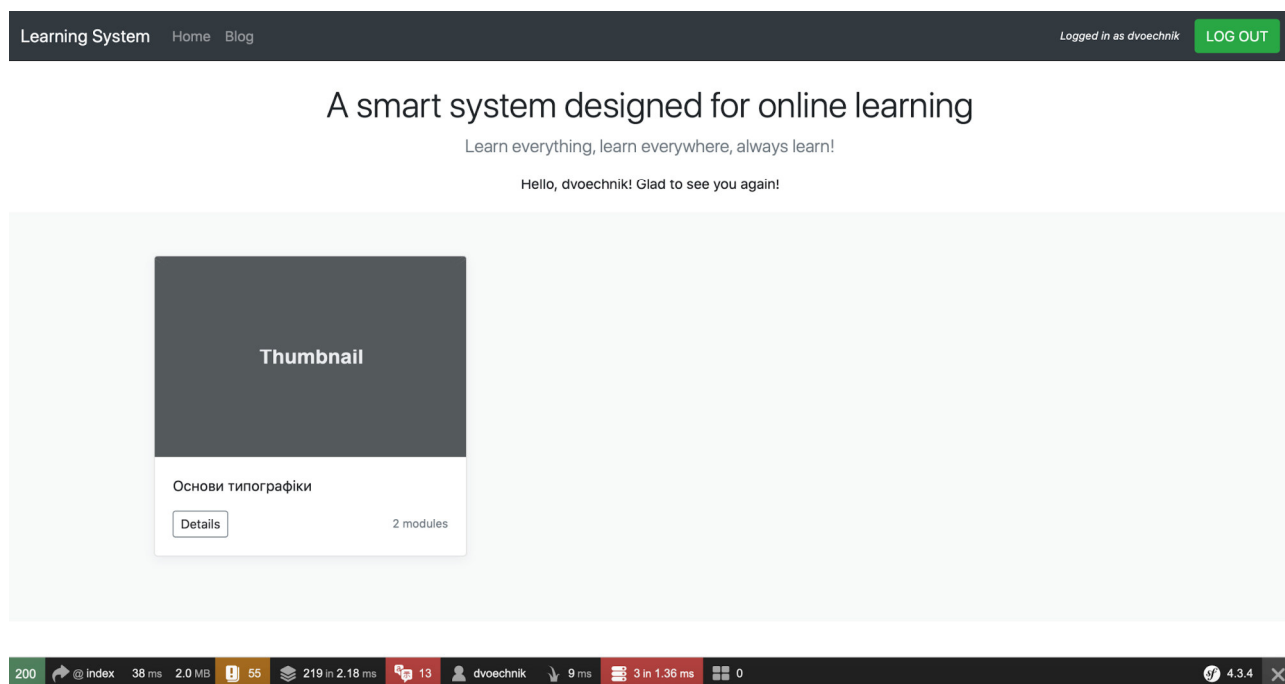 Learning System Home Blog Logged in as dvoechnik LOG OUT
A smart system designed for online learning
Learn everything, learn everywhere, always learn!
Hello, dvoechnik! Glad to see you again!
Thumbnail
Основи типографіки
Details 2 modules
200 @ index 38 ms 2.0 MB 55 219 in 2.18 ms 13 dvoechnik 9 ms 3 in 1.36 ms 0 sf 4.3.4